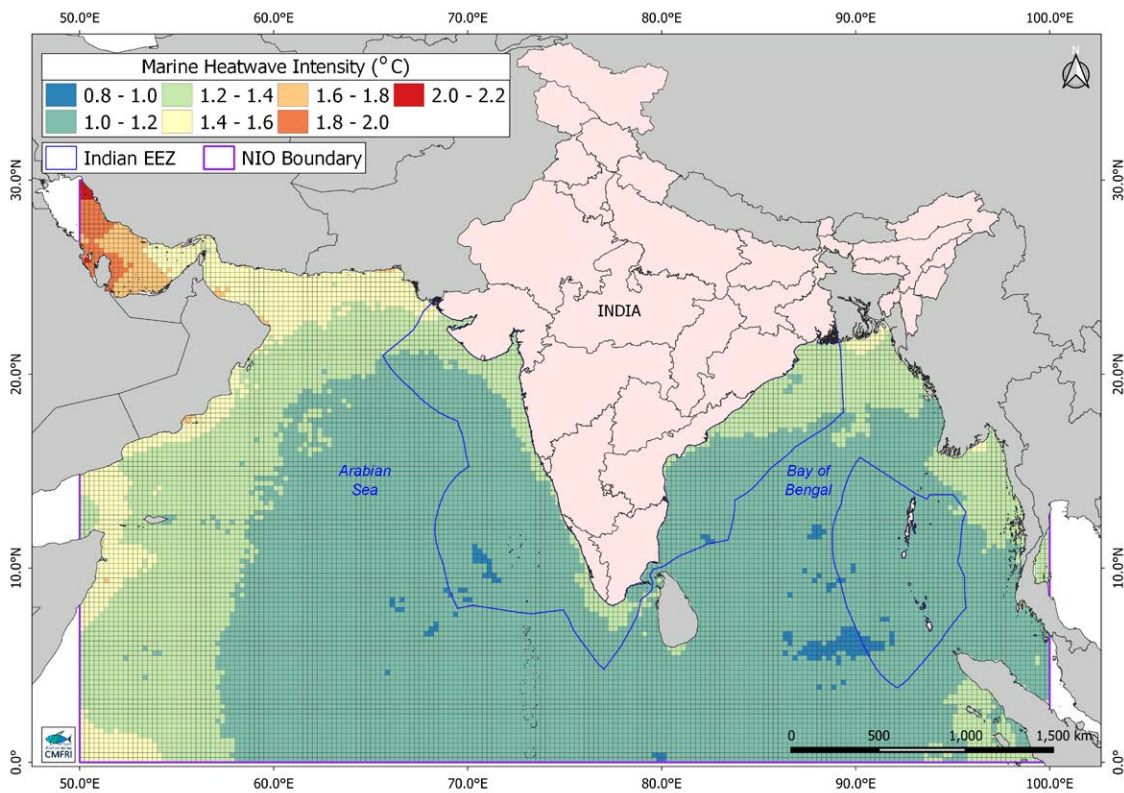 50.0°E 60.0°E 70.0°E 80.0°E 90.0°E 100.0°E
Marine Heatwave Intensity (°C)
0.8 - 1.0 1.2 - 1.4 1.6 - 1.8 2.0 - 2.2
1.0 - 1.2 1.4 - 1.6 1.8 - 2.0
Indian EEZ NIO Boundary
N
30.0°N 30.0°N
INDIA
20.0°N 20.0°N
Arabian
Sea
Bay of
Bengal
10.0°N 10.0°N
CMFRI
0 500 1,000 1,500 km
0.0° 0.0°
50.0°E 60.0°E 70.0°E 80.0°E 90.0°E 100.0°E